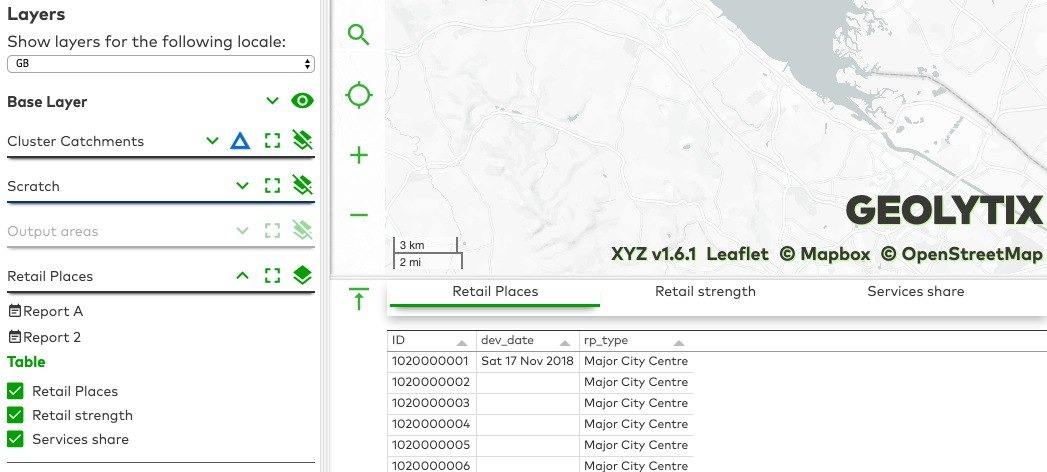 Layers
Show layers for the following locale:
GB
Base Layer
Cluster Catchments
Scratch
Output areas
Retail Places
Report A
Report 2
Table
Retail Places
Retail strength
Services share
3 km
2 mi
GEOLYTIX
XYZ v1.6.1 Leaflet © Mapbox © OpenStreetMap
Retail Places Retail strength Services share
ID dev_date rp_type
1020000001 Sat 17 Nov 2018 Major City Centre
1020000002 Major City Centre
1020000003 Major City Centre
1020000004 Major City Centre
1020000005 Major City Centre
1020000006 Major City Centre